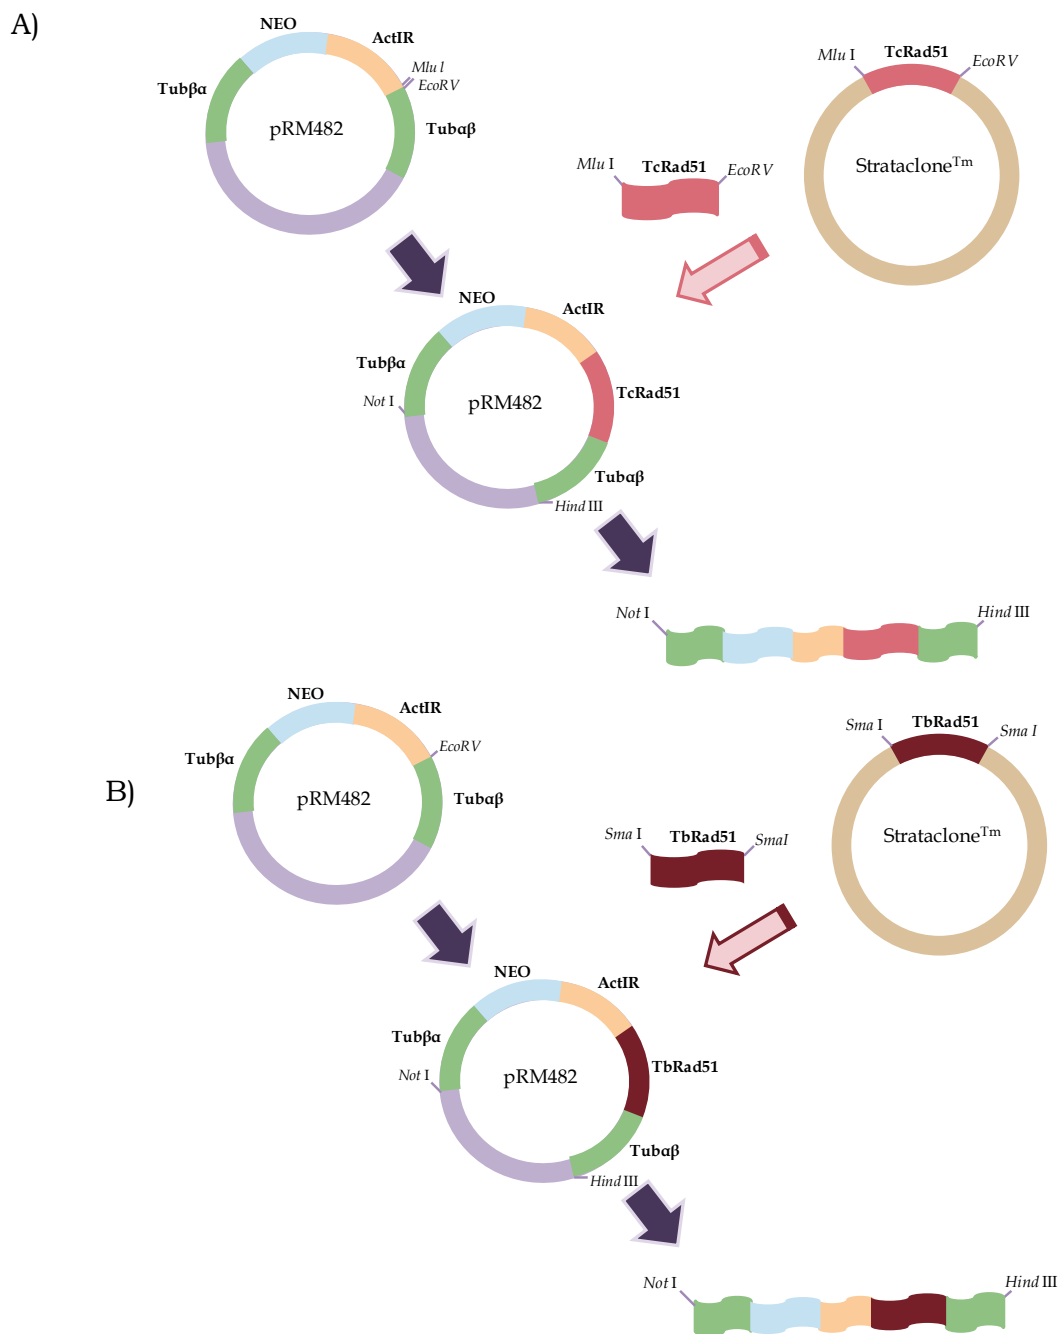 A)
NEO
ActIR
Mlu I
EcoRV
Tubβα
pRM482
Tubαβ
Mlu I
TcRad51
EcoRV
Strataclone™
Mlu I
TcRad51
EcoRV
NEO
ActIR
Tubβα
Not I
pRM482
TcRad51
Tubαβ
Hind III
Not I
Hind III
B)
NEO
ActIR
EcoRV
Tubβα
pRM482
Tubαβ
Sma I
TbRad51
Sma I
Strataclone™
Sma I
TbRad51
SmaI
NEO
ActIR
Tubβα
Not I
pRM482
TbRad51
Tubαβ
Hind III
Not I
Hind III